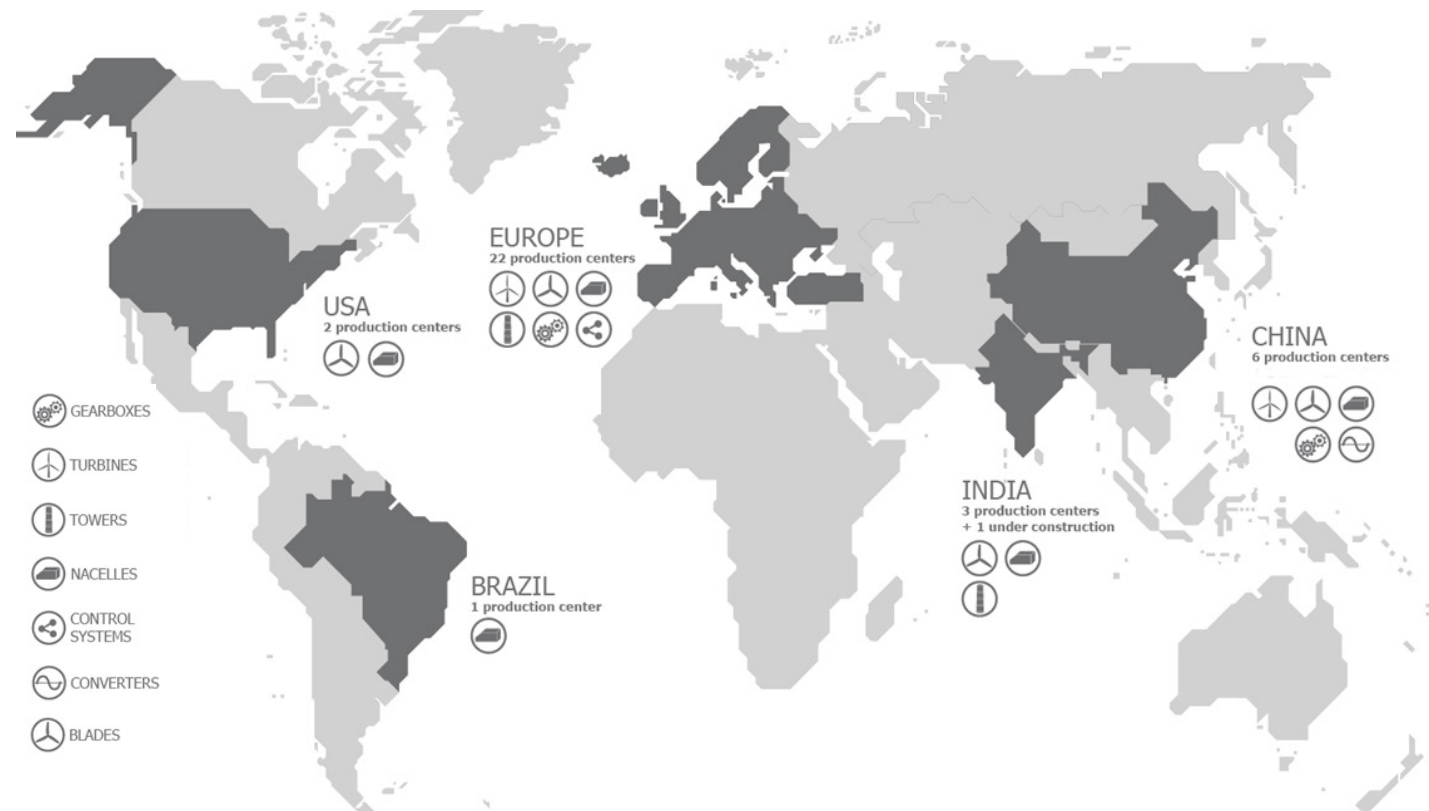 EUROPE
22 production centers
USA
2 production centers
CHINA
6 production centers
GEARBOXES
TURBINES
TOWERS
NACELLES
CONTROL
SYSTEMS
CONVERTERS
BLADES
INDIA
3 production centers
+ 1 under construction
BRAZIL
1 production center